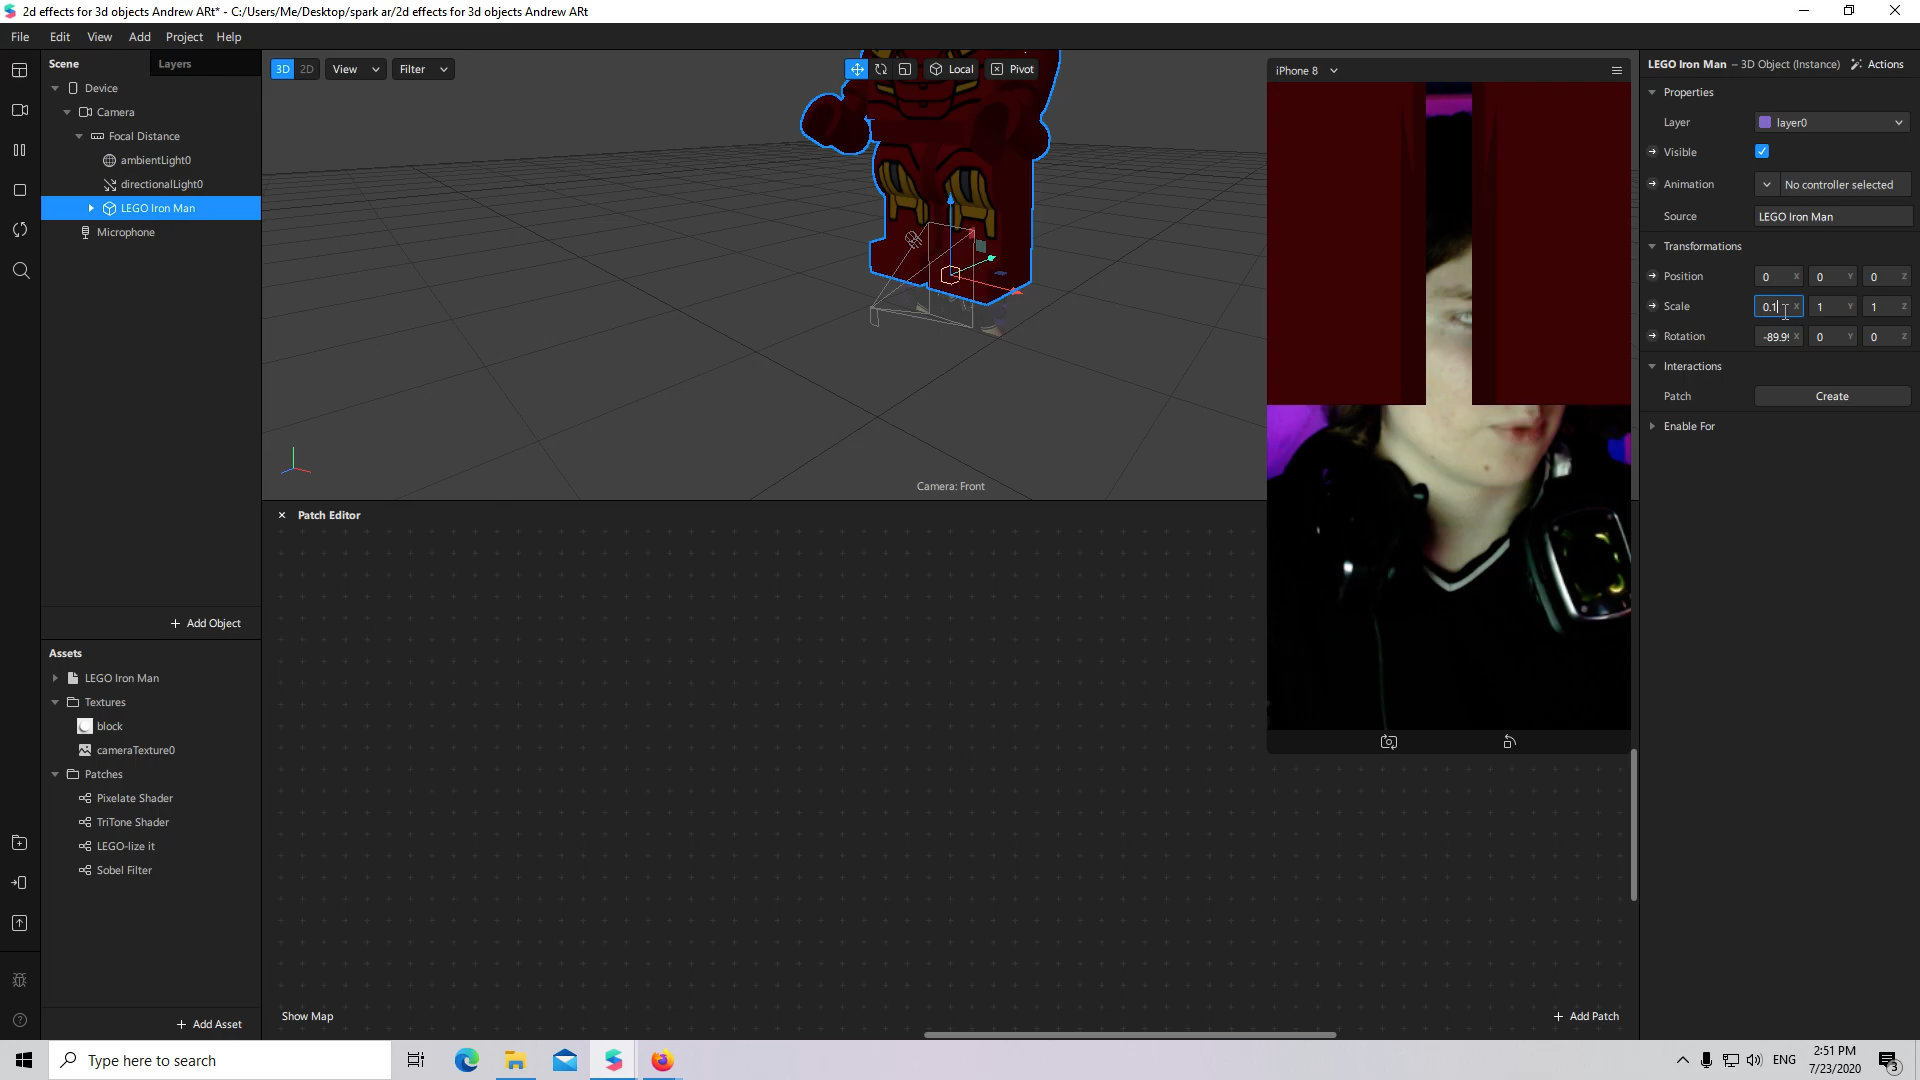 2d effects for 3d objects Andrew ARt* - C:/Users/Me/Desktop/spark ar/2d effects for 3d objects Andrew ARt
File Edit View Add Project Help
Scene Layers
Device
Camera
Focal Distance
ambientLight0
directionalLight0
LEGO Iron Man
Microphone
+ Add Object
Assets
LEGO Iron Man
Textures
block
cameraTexture0
Patches
Pixelate Shader
TriTone Shader
LEGO-lize it
Sobel Filter
+ Add Asset
3D 2D View Filter Local Pivot
Camera: Front
× Patch Editor
Show Map
+ Add Patch
iPhone 8
LEGO Iron Man – 3D Object (Instance) Actions
Properties
Layer layer0
Visible
Animation No controller selected
Source LEGO Iron Man
Transformations
Position 0 X 0 Y 0 Z
Scale 0.1 X 1 Y 1 Z
Rotation -89.9 X 0 Y 0 Z
Interactions
Patch Create
Enable For
Type here to search
ENG
2:51 PM
7/23/2020
3